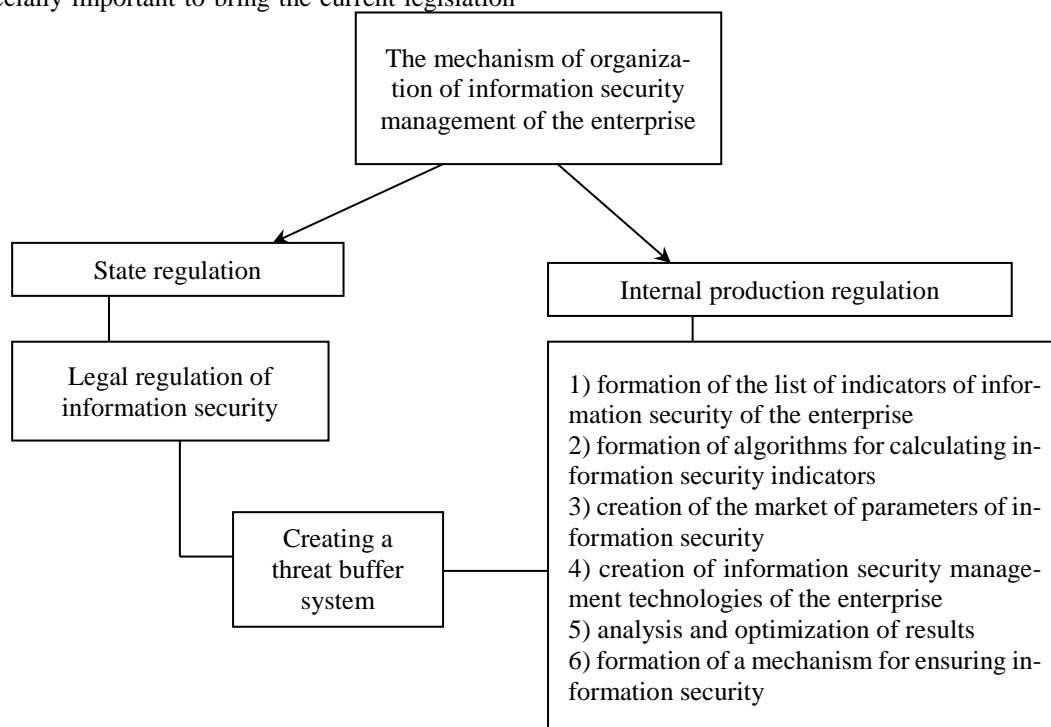 important to bring the current legislation
The mechanism of organiza-
tion of information security
management of the enterprise
State regulation
Internal production regulation
Legal regulation of
information security
1) formation of the list of indicators of infor-
mation security of the enterprise
2) formation of algorithms for calculating in-
formation security indicators
3) creation of the market of parameters of in-
formation security
4) creation of information security manage-
ment technologies of the enterprise
5) analysis and optimization of results
6) formation of a mechanism for ensuring in-
formation security
Creating a
threat buffer
system